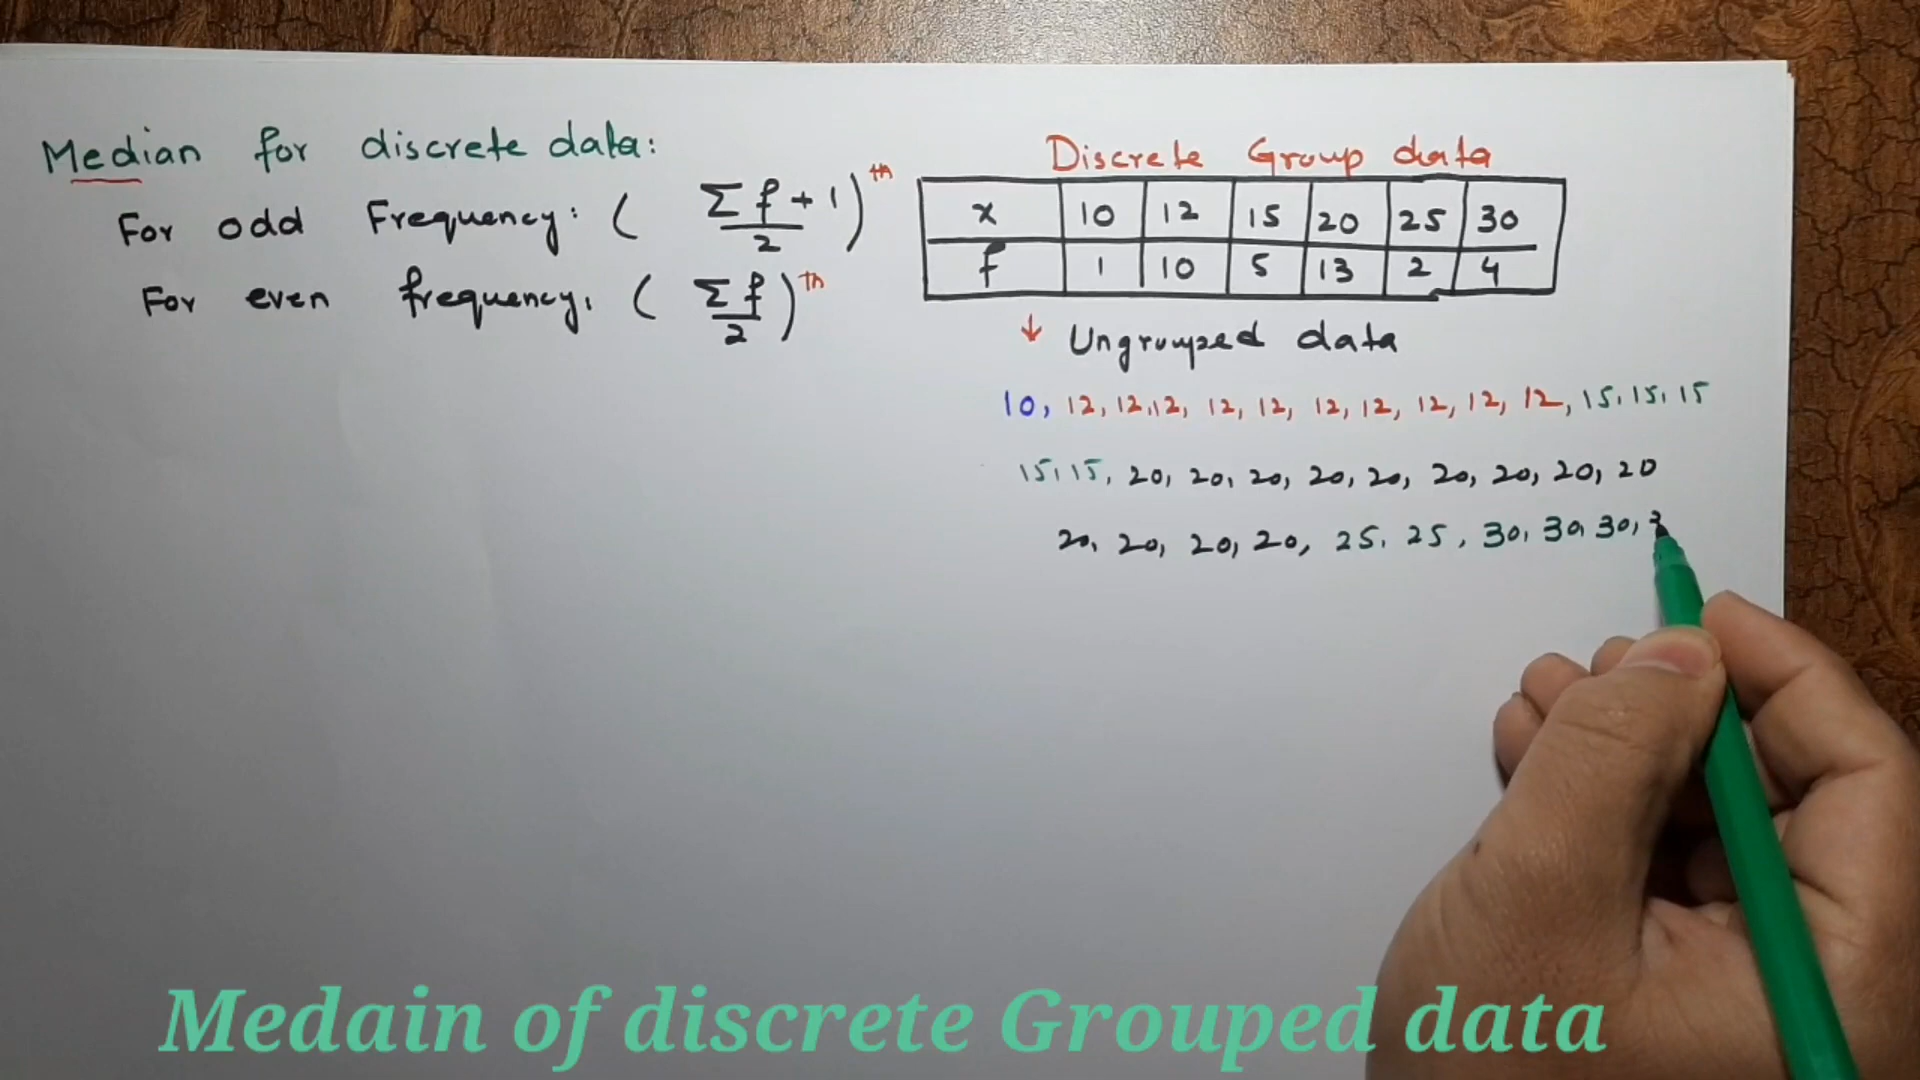 Median for discrete data:
For odd Frequency: ( Σf+1 / 2 )th
For even frequency: ( Σf / 2 )Th
Discrete Group data
x 10 12 15 20 25 30
f 1 10 5 13 2 4
↓ Ungrouped data
10, 12, 12, 12, 12, 12, 12, 12, 12, 12, 12, 15, 15, 15
15, 15, 20, 20, 20, 20, 20, 20, 20, 20, 20
20, 20, 20, 20, 25, 25, 30, 30, 30,
Medain of discrete Grouped data